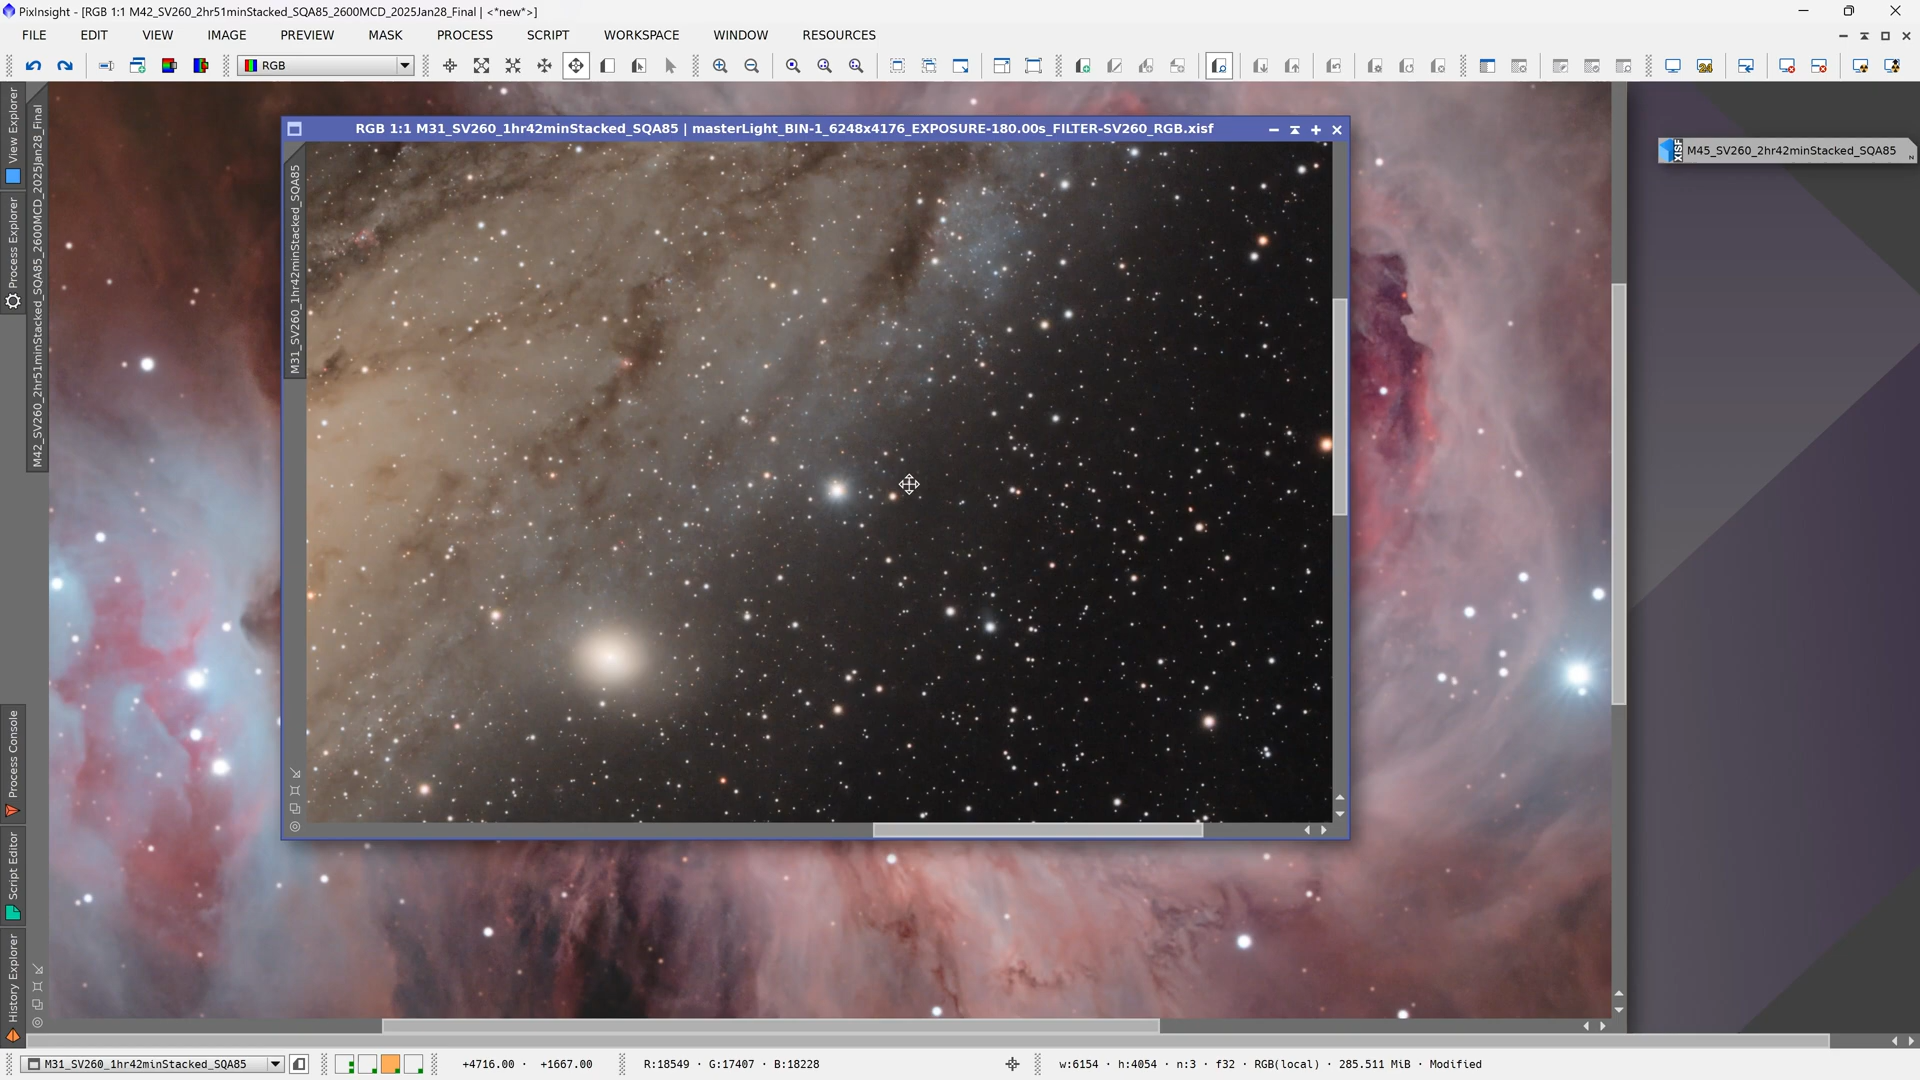 PixInsight - [RGB 1:1 M42_SV260_2hr51minStacked_SQA85_2600MCD_2025Jan28_Final | <*new*>]
FILE EDIT VIEW IMAGE PREVIEW MASK PROCESS SCRIPT WORKSPACE WINDOW RESOURCES
RGB
View Explorer
Process Explorer
M42_SV260_2hr51minStacked_SQA85_2600MCD_2025Jan28_Final
RGB 1:1 M31_SV260_1hr42minStacked_SQA85 | masterLight_BIN-1_6248x4176_EXPOSURE-180.00s_FILTER-SV260_RGB.xisf
M31_SV260_1hr42minStacked_SQA85
XISF
M45_SV260_2hr42minStacked_SQA85
N
Process Console
Script Editor
History Explorer
M31_SV260_1hr42minStacked_SQA85 +4716.00 · +1667.00 R:18549 · G:17407 · B:18228 w:6154 · h:4054 · n:3 · f32 · RGB(local) · 285.511 MiB · Modified